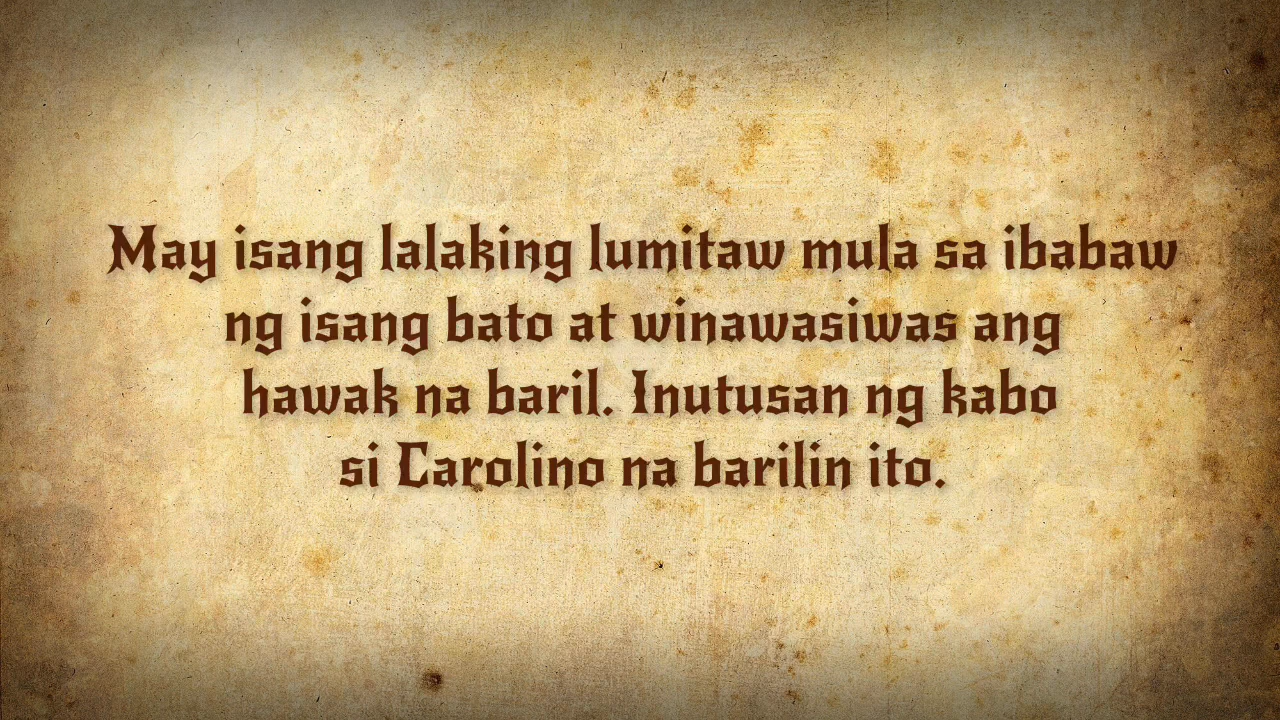 May isang lalaking lumitaw mula sa ibabaw
ng isang bato at winawasiwas ang
hawak na baril. Inutusan ng kabo
si Carolino na barilin ito.